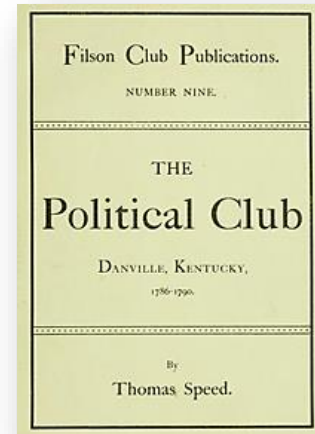 Filson Club Publications.
NUMBER NINE.
THE
Political Club
DANVILLE, KENTUCKY,
1786-1790.
By
Thomas Speed.